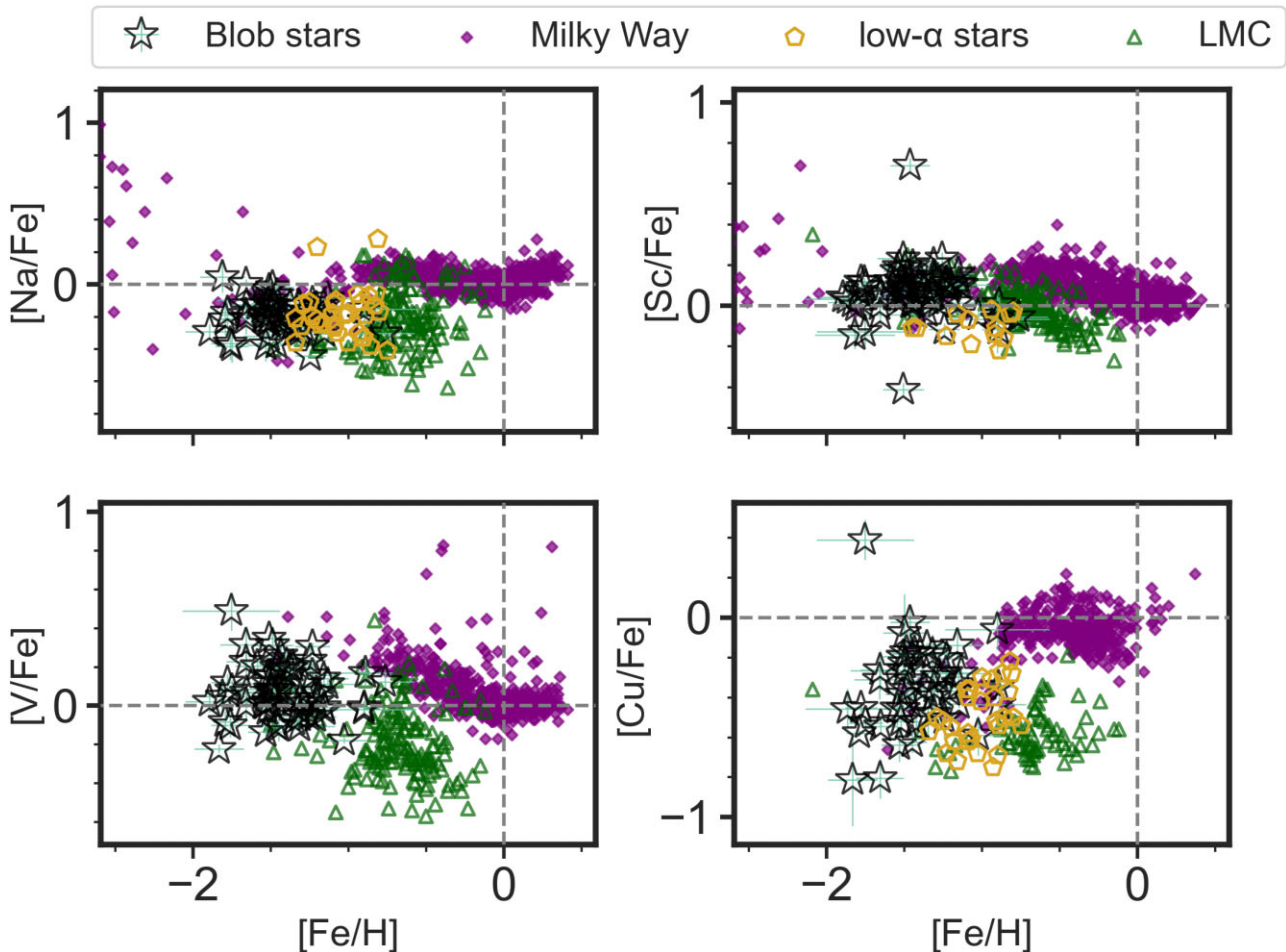 Blob stars Milky Way low-α stars LMC
1
0
[Na/Fe]
1
0
[Sc/Fe]
1
0
[V/Fe]
−2 0
[Fe/H]
0
−1
[Cu/Fe]
−2 0
[Fe/H]